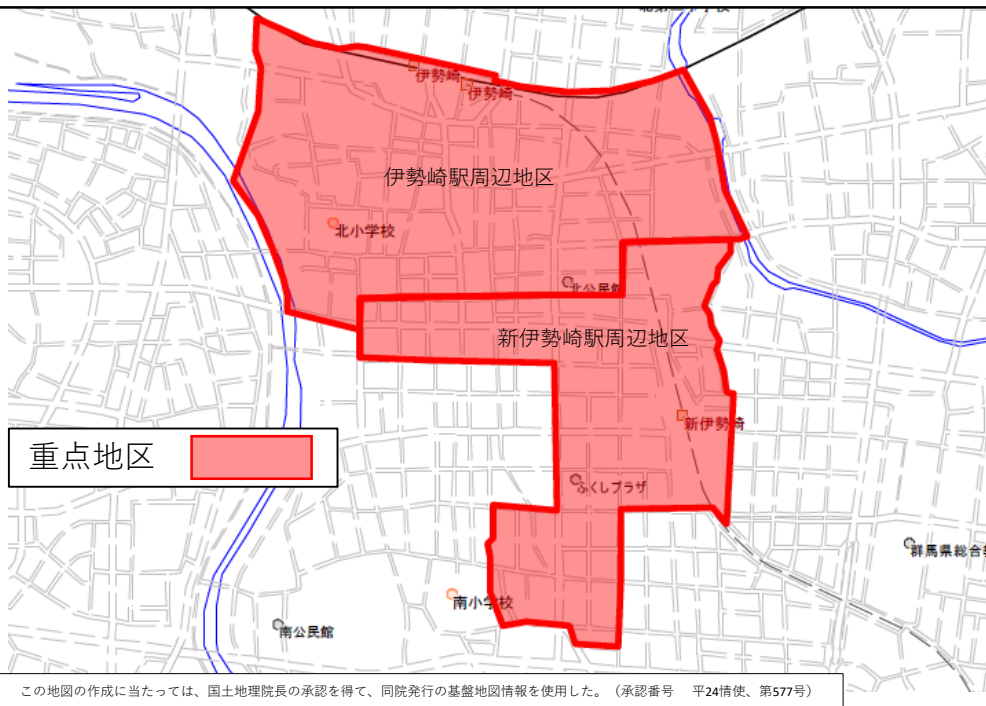 伊勢崎
伊勢崎
伊勢崎駅周辺地区
北小学校
北公民館
新伊勢崎駅周辺地区
新伊勢崎
重点地区
ふくしプラザ
群馬県総合
南小学校
南公民館
この地図の作成に当たっては、国土地理院長の承認を得て、同院発行の基盤地図情報を使用した。（承認番号　平24情使、第577号）